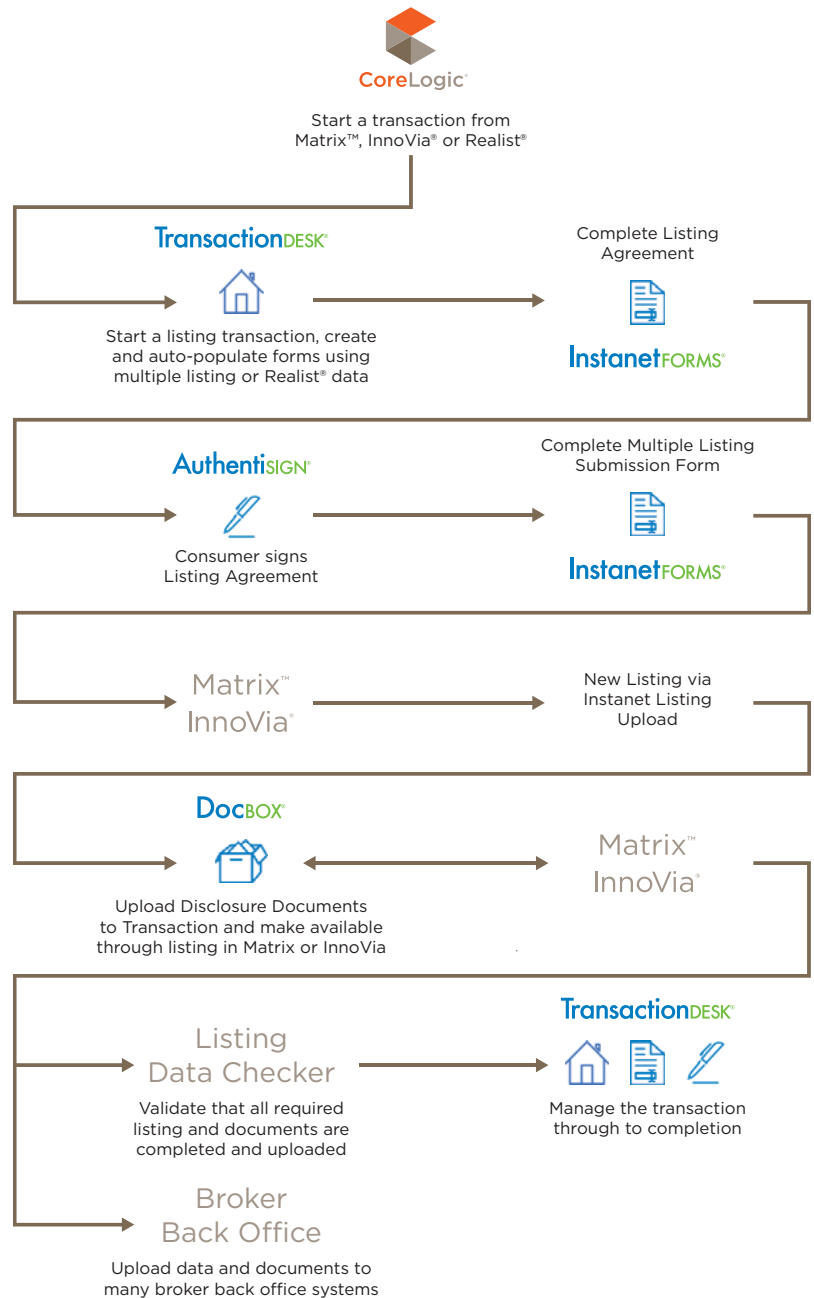 CoreLogic®
Start a transaction from
Matrix™, InnoVia® or Realist®
TransactionDESK®
Start a listing transaction, create
and auto-populate forms using
multiple listing or Realist® data
Complete Listing
Agreement
InstanetFORMS®
AuthentiSIGN®
Consumer signs
Listing Agreement
Complete Multiple Listing
Submission Form
InstanetFORMS®
Matrix™
InnoVia®
New Listing via
Instanet Listing
Upload
DocBOX®
Upload Disclosure Documents
to Transaction and make available
through listing in Matrix or InnoVia
Matrix™
InnoVia®
Listing
Data Checker
Validate that all required
listing and documents are
completed and uploaded
TransactionDESK®
Manage the transaction
through to completion
Broker
Back Office
Upload data and documents to
many broker back office systems